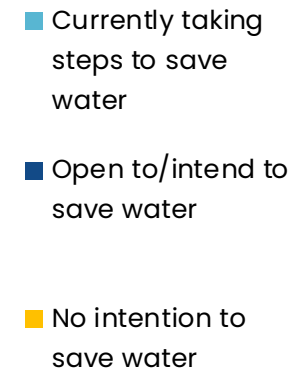 Currently taking
steps to save
water
Open to/intend to
save water
No intention to
save water